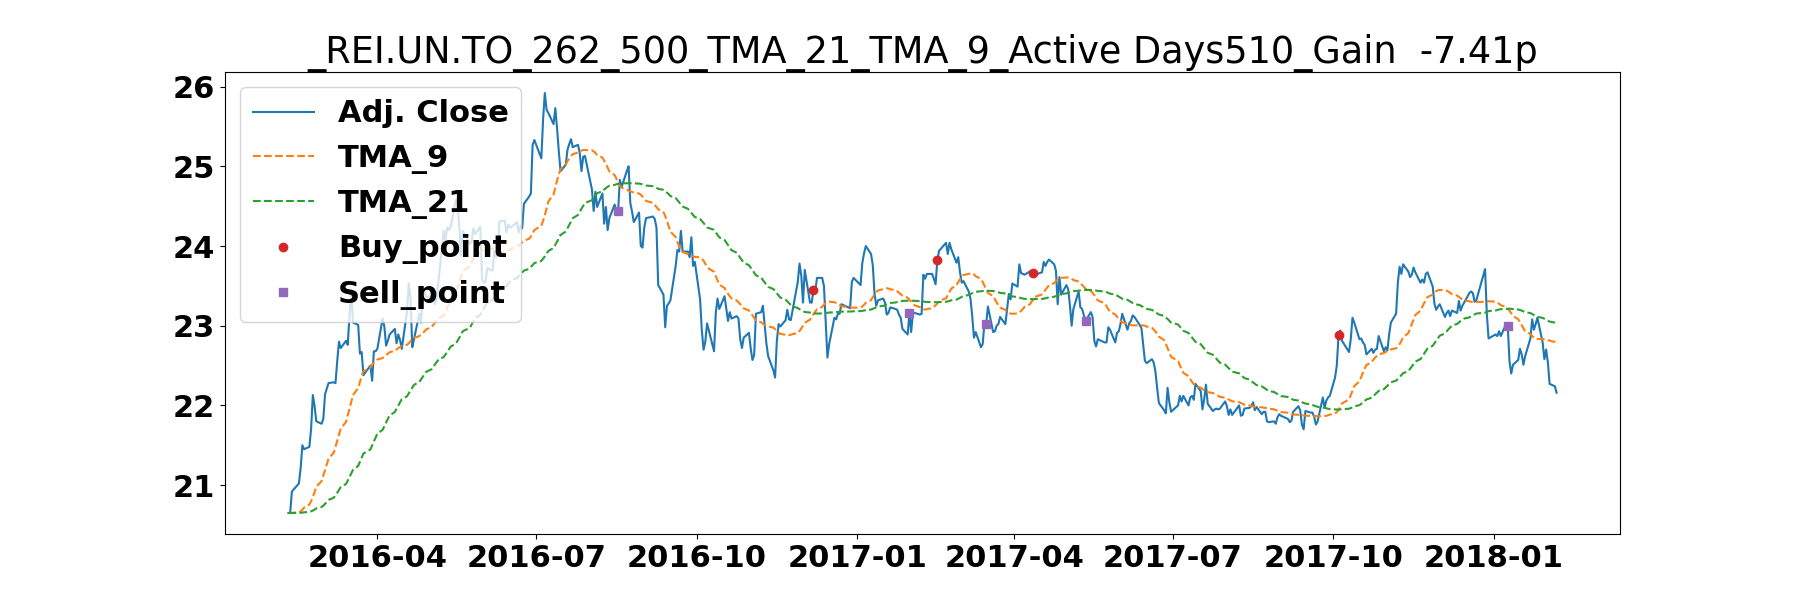 _REI.UN.TO_262_500_TMA_21_TMA_9_Active Days510_Gain  -7.41p
26
25
24
23
22
21
Adj. Close
TMA_9
TMA_21
Buy_point
Sell_point
2016-04 2016-07 2016-10 2017-01 2017-04 2017-07 2017-10 2018-01